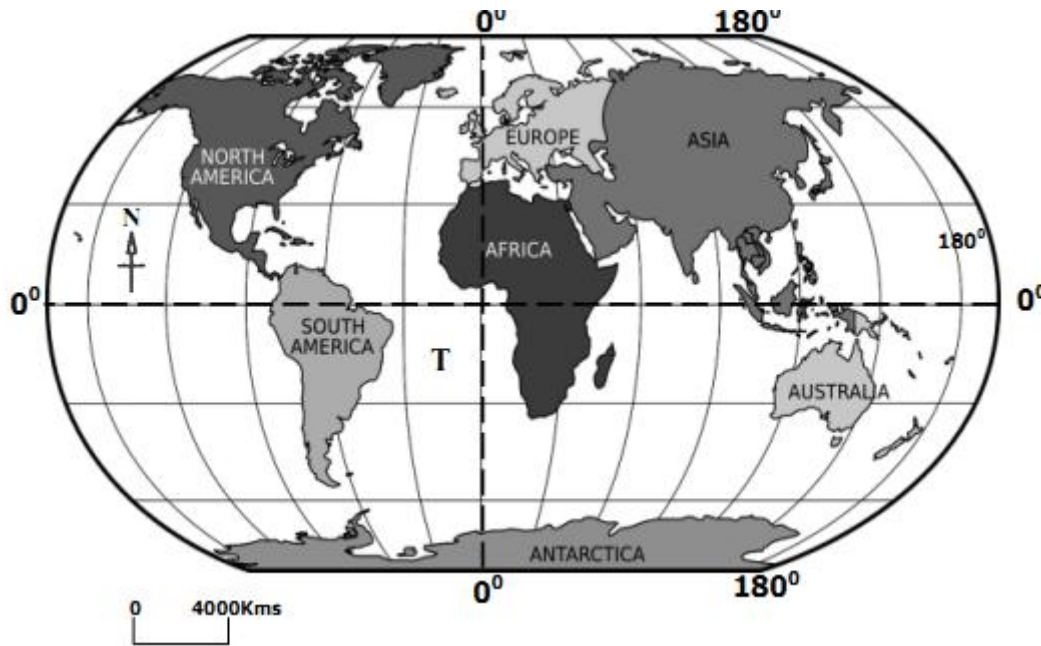 0⁰ 180⁰
EUROPE
ASIA
NORTH
AMERICA
N
AFRICA
180⁰
0⁰ 0⁰
SOUTH
AMERICA
T
AUSTRALIA
ANTARCTICA
0⁰ 180⁰
0 4000Kms